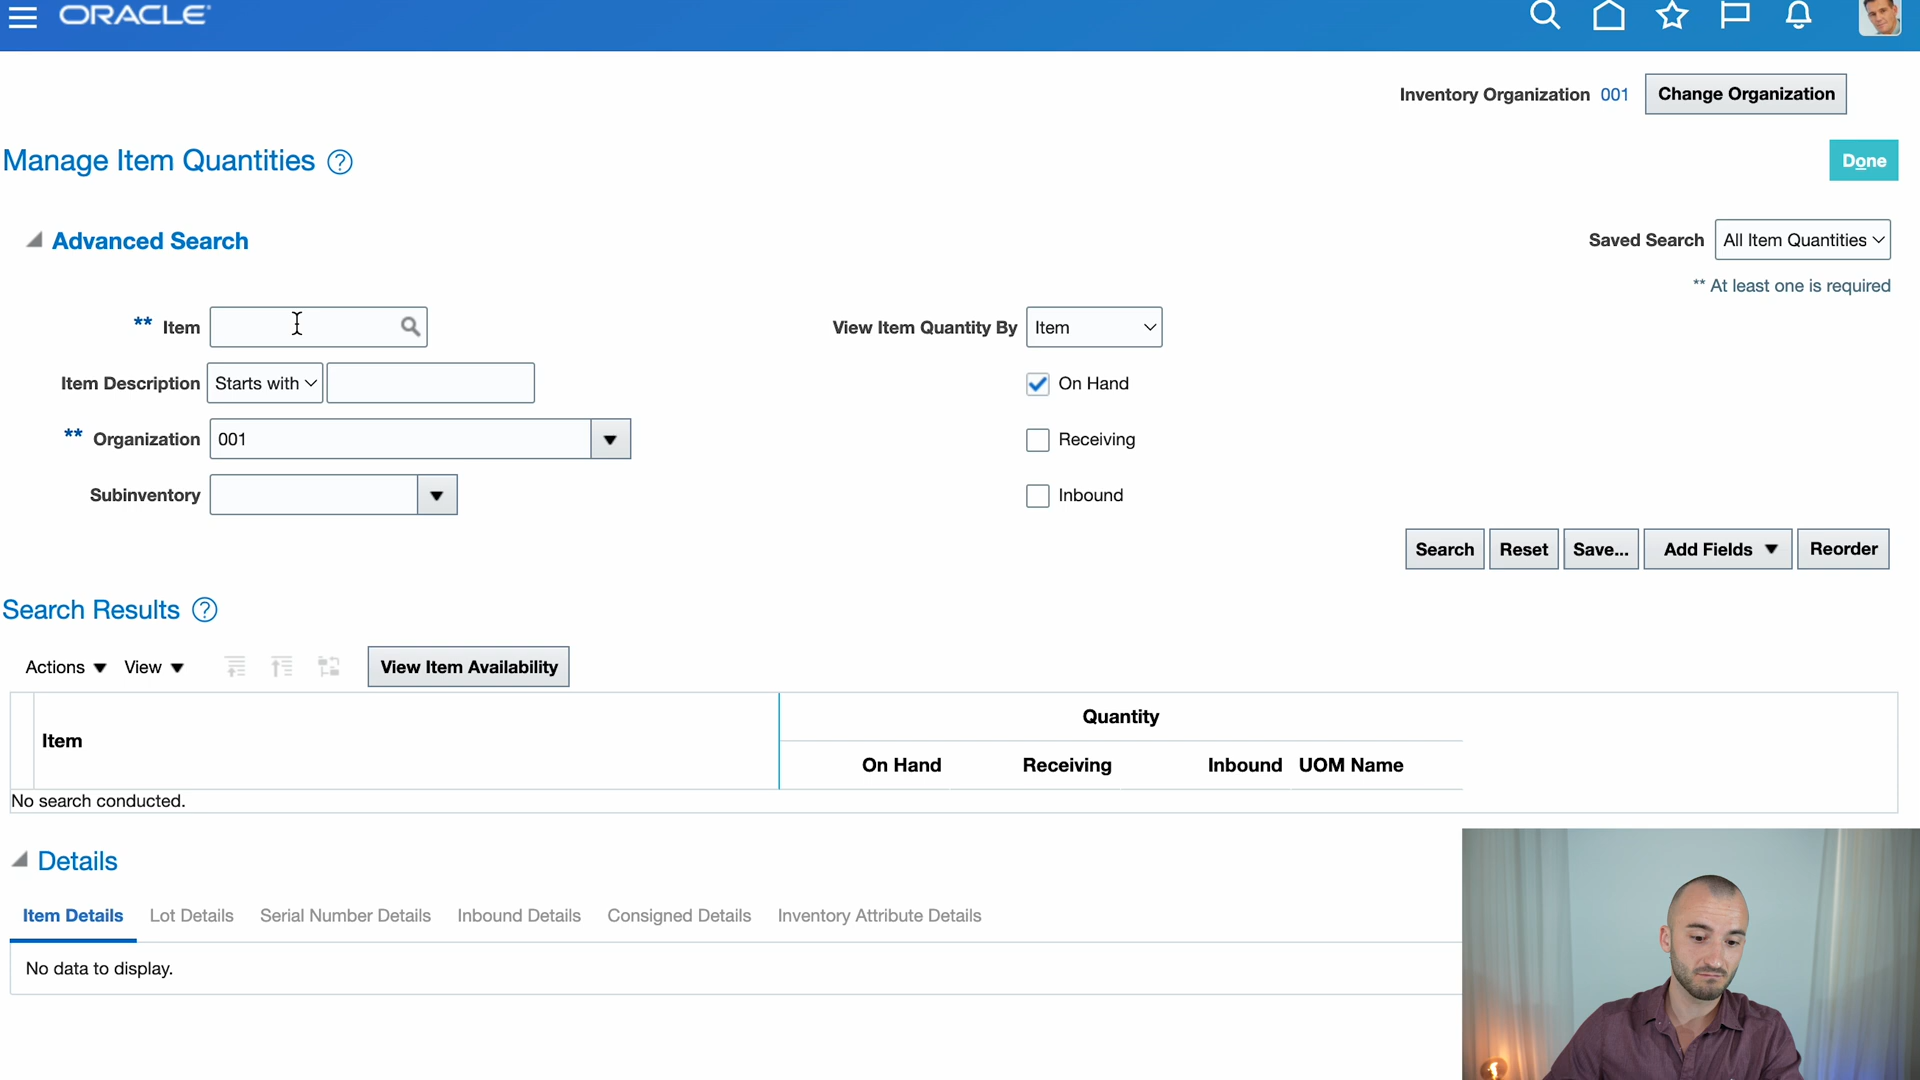 ORACLE
Inventory Organization 001 Change Organization
Manage Item Quantities ?
Done
Advanced Search
Saved Search All Item Quantities
** At least one is required
** Item
View Item Quantity By Item
Item Description Starts with
On Hand
** Organization 001
Receiving
Subinventory
Inbound
Search Reset Save... Add Fields Reorder
Search Results ?
Actions View View Item Availability
Quantity
Item
On Hand Receiving Inbound UOM Name
No search conducted.
Details
Item Details Lot Details Serial Number Details Inbound Details Consigned Details Inventory Attribute Details
No data to display.